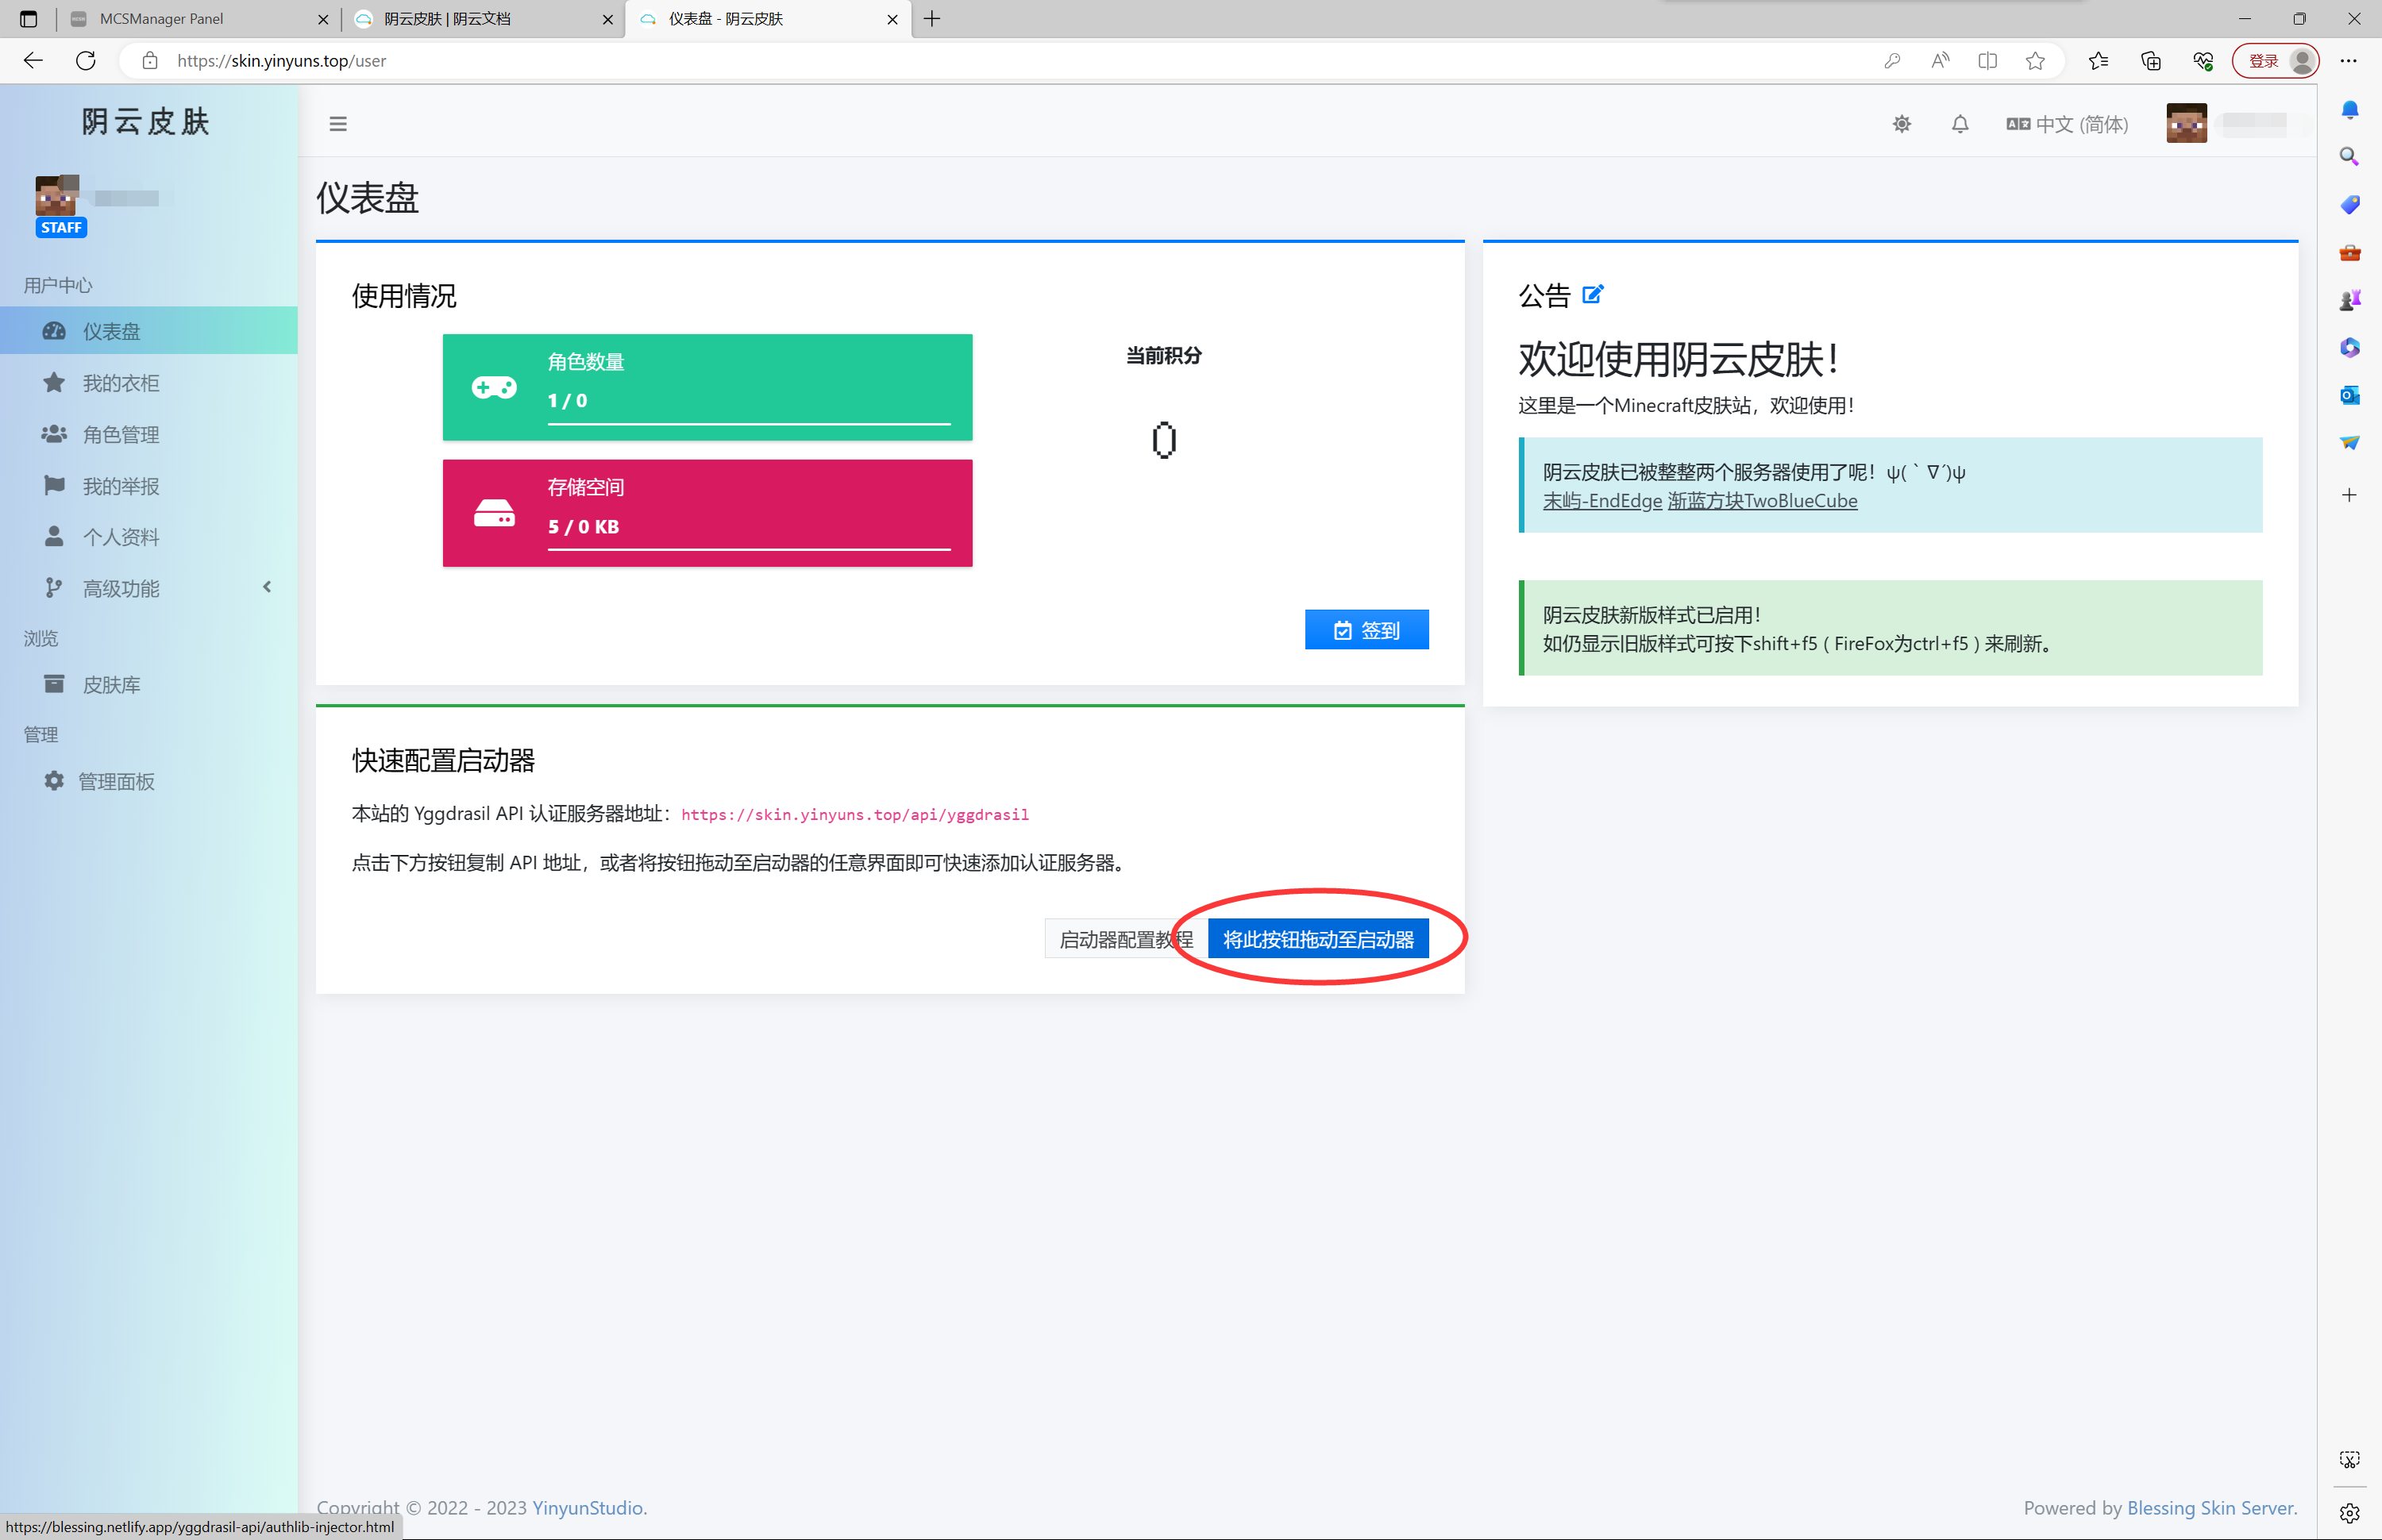 MCSManager Panel
阴云皮肤 | 阴云文档
仪表盘 - 阴云皮肤
https://skin.yinyuns.top/user
登录
阴云皮肤
STAFF
用户中心
仪表盘
我的衣柜
角色管理
我的举报
个人资料
高级功能
浏览
皮肤库
管理
管理面板
中文 (简体)
仪表盘
使用情况
角色数量
1 / 0
存储空间
5 / 0 KB
当前积分
0
签到
快速配置启动器
本站的 Yggdrasil API 认证服务器地址：https://skin.yinyuns.top/api/yggdrasil
点击下方按钮复制 API 地址，或者将按钮拖动至启动器的任意界面即可快速添加认证服务器。
启动器配置教程
将此按钮拖动至启动器
公告
欢迎使用阴云皮肤！
这里是一个Minecraft皮肤站，欢迎使用！
阴云皮肤已被整整两个服务器使用了呢！ψ(｀∇´)ψ
末屿-EndEdge 渐蓝方块TwoBlueCube
阴云皮肤新版样式已启用！
如仍显示旧版样式可按下shift+f5 ( FireFox为ctrl+f5 ) 来刷新。
Copyright © 2022 - 2023 YinyunStudio.
Powered by Blessing Skin Server.
https://blessing.netlify.app/yggdrasil-api/authlib-injector.html